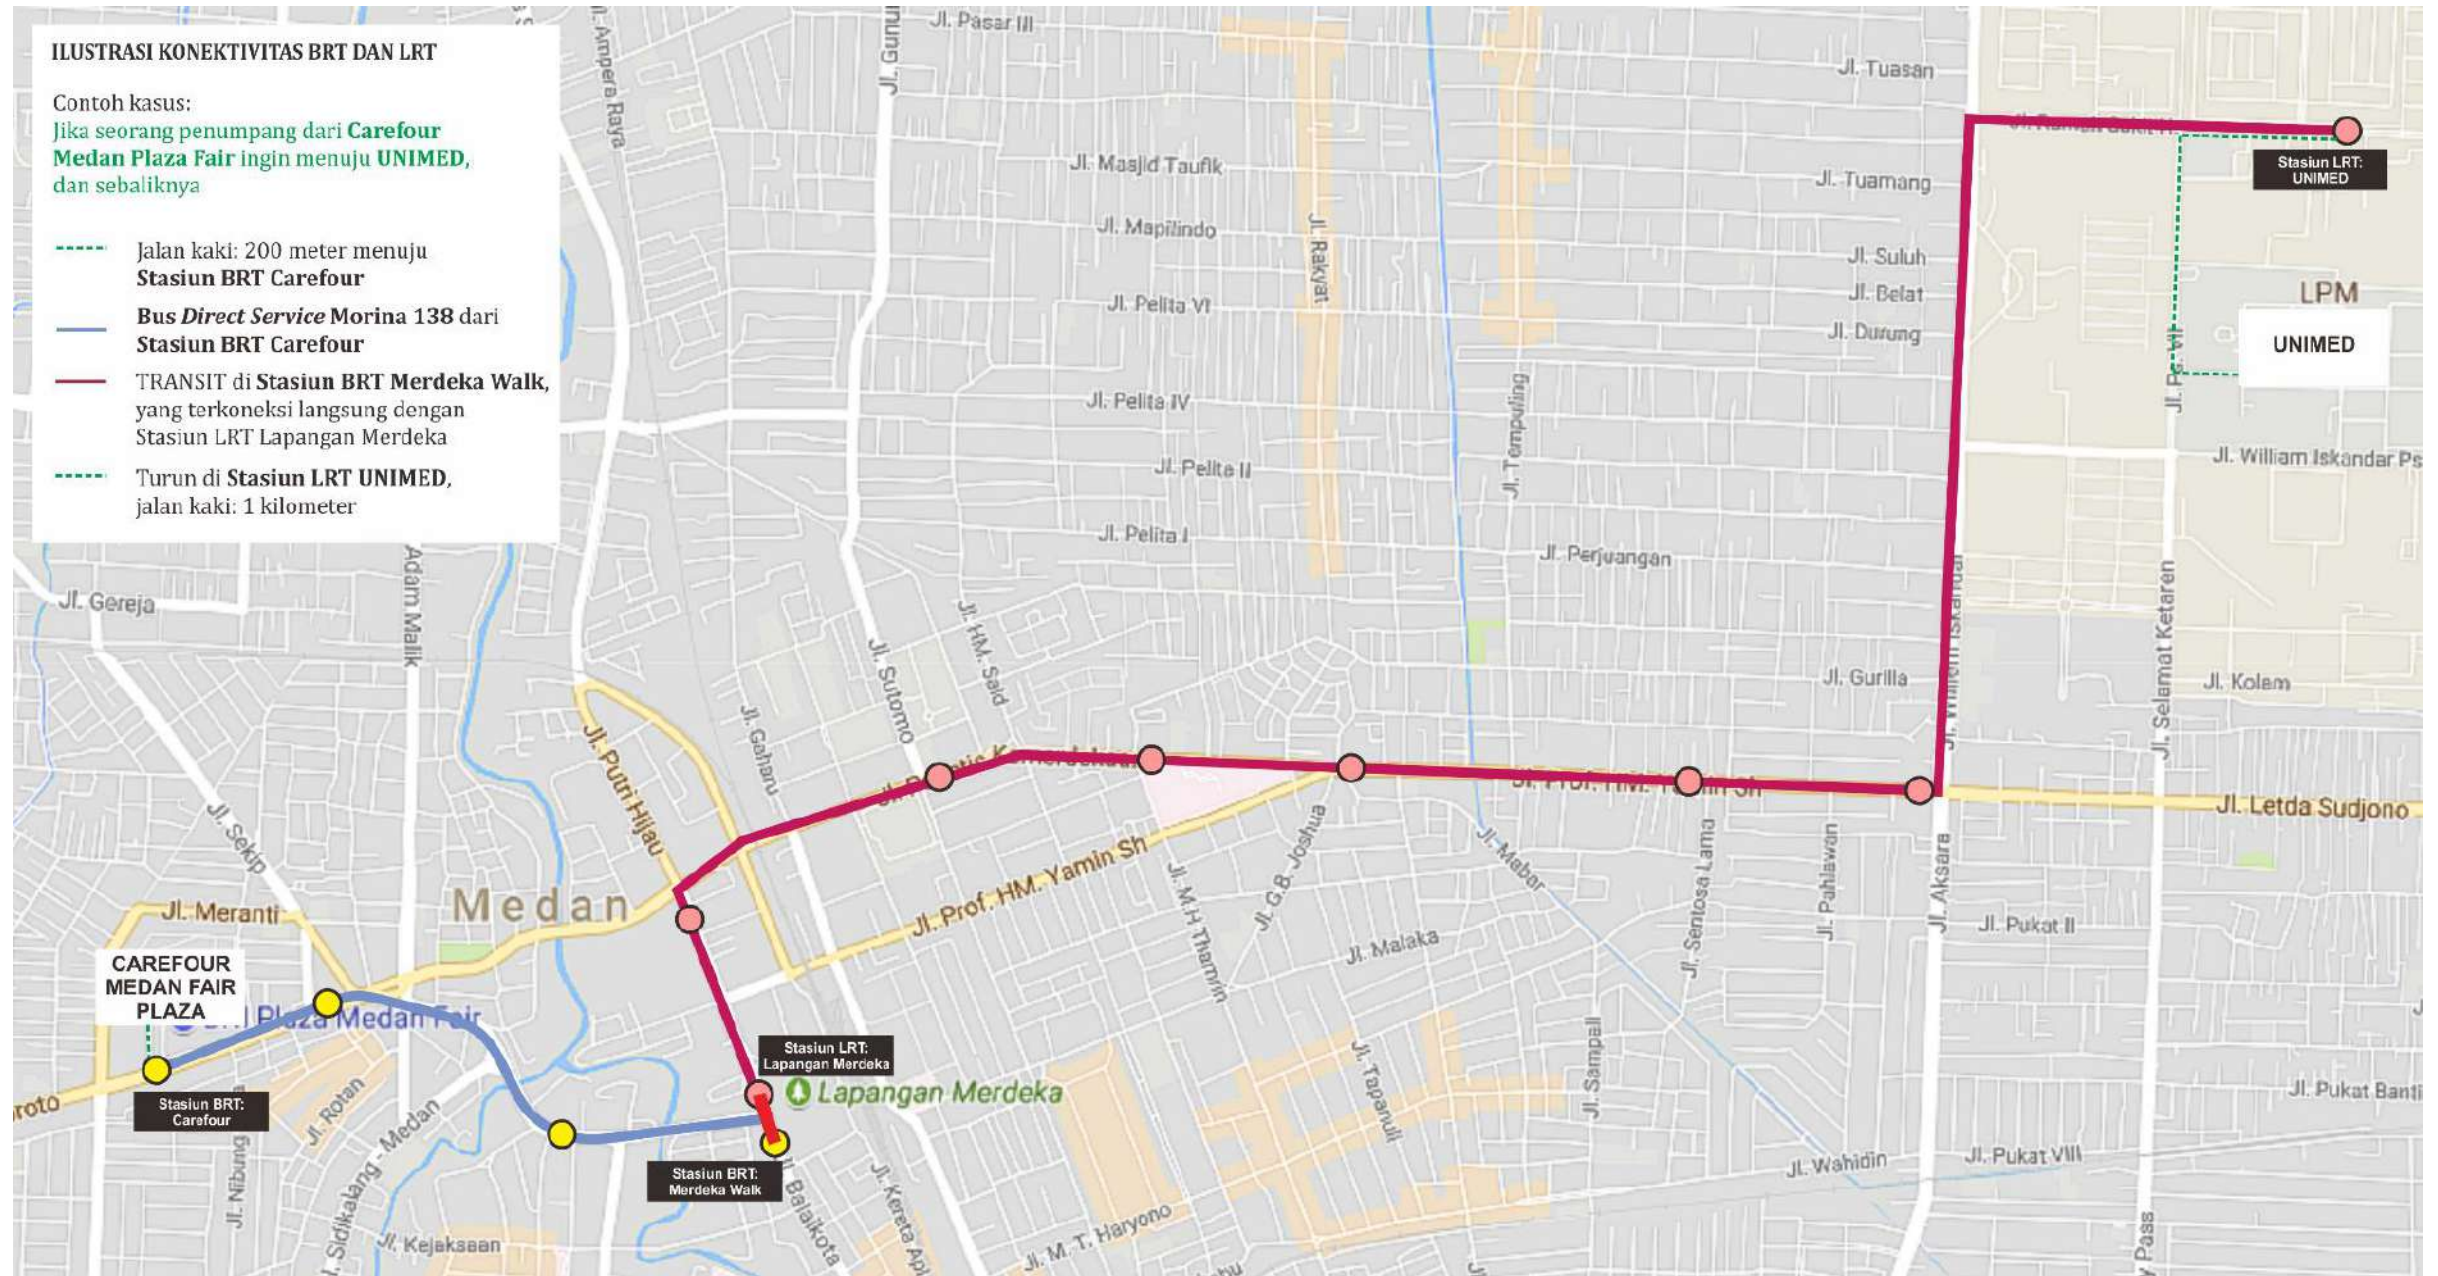 ILUSTRASI KONEKTIVITAS BRT DAN LRT
Contoh kasus:
Jika seorang penumpang dari Carefour
Medan Plaza Fair ingin menuju UNIMED,
dan sebaliknya
Jalan kaki: 200 meter menuju
Stasiun BRT Carefour
Bus Direct Service Morina 138 dari
Stasiun BRT Carefour
TRANSIT di Stasiun BRT Merdeka Walk,
yang terkoneksi langsung dengan
Stasiun LRT Lapangan Merdeka
Turun di Stasiun LRT UNIMED,
jalan kaki: 1 kilometer
Jl. Ampera Raya
Jl. Pasar III
Jl. Tuasan
Jl. Masjid Taufik
Jl. Tuamang
Stasiun LRT:
UNIMED
Jl. Mapilindo
Jl. Rakyat
Jl. Suluh
Jl. Belat
LPM
Jl. Pelita VI
Jl. Durung
UNIMED
Jl. Pelita IV
Jl. Tempuling
Jl. William Iskandar Ps
Jl. Pelita II
Jl. Pelita I
Jl. Perjuangan
Jl. Gereja
Adam Malik
Jl. HM. Said
Jl. Sutomo
Jl. Gurilla
Jl. Selamat Ketaren
Jl. Kolam
Jl. Gaharu
Jl. Putri Hijau
Jl. Letda Sudjono
Jl. Sekip
Jl. Prof. HM. Yamin Sh
Jl. G.B. Joshua
Jl. Mabar
Jl. Sentosa Lama
Jl. Pahlawan
Jl. Aksara
Jl. Meranti
Medan
Jl. M.H Thamrin
Jl. Malaka
Jl. Pukat II
CAREFOUR
MEDAN FAIR
PLAZA
Plaza Medan Fair
Stasiun LRT:
Lapangan Merdeka
Lapangan Merdeka
Jl. Tapanuli
Jl. Sampali
Jl. Pukat Banti
roto
Stasiun BRT:
Carefour
Jl. Rotan
Jl. Nibung
Sidikalang - Medan
Stasiun BRT:
Merdeka Walk
Jl. Balaikota
Jl. Kereta Api
Jl. Wahidin
Jl. Pukat VIII
Jl. Kejaksaan
Jl. M. T. Haryono
Pass